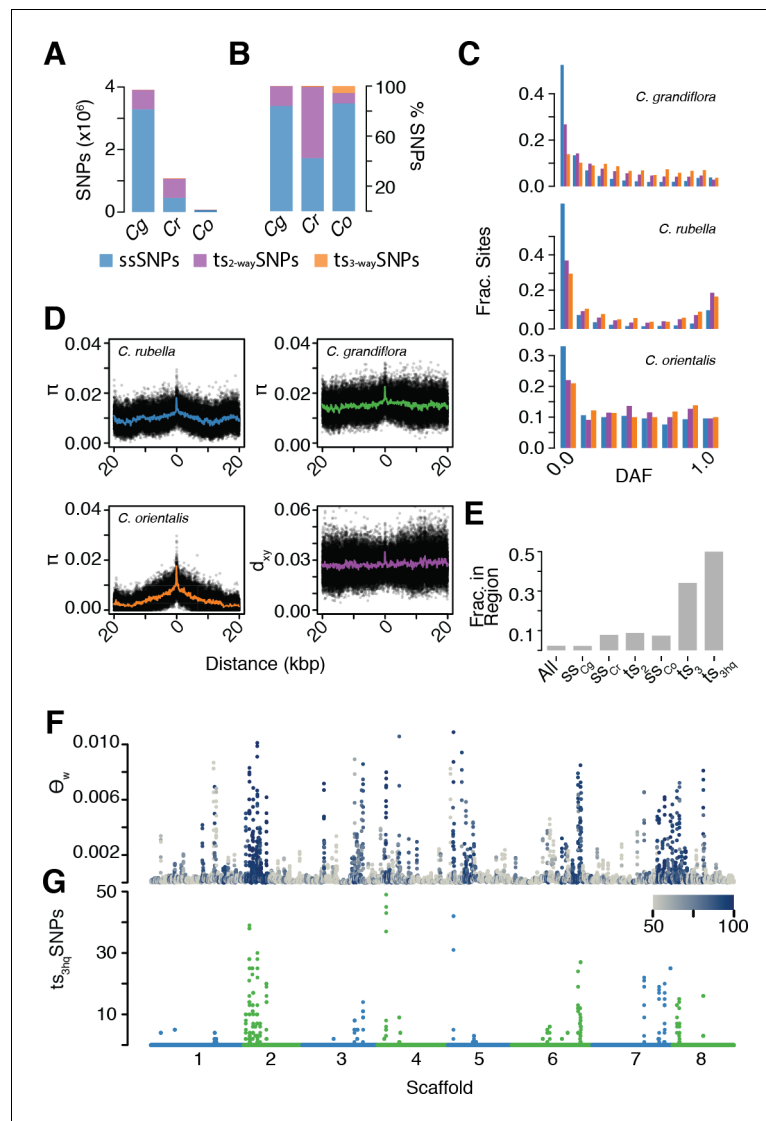 A
B
C
4
2
0
SNPs (x10⁶)
Cg
Cr
Co
100
60
20
% SNPs
Cg
Cr
Co
ssSNPs
ts2-waySNPs
ts3-waySNPs
C. grandiflora
0.4
0.2
0.0
C. rubella
0.4
0.2
0.0
Frac. Sites
C. orientalis
0.3
0.2
0.1
0.0
0.0
1.0
DAF
D
C. rubella
π
0.04
0.02
0.00
20
0
20
C. grandiflora
π
0.04
0.02
0.00
20
0
20
C. orientalis
π
0.04
0.02
0
20
0
20
dxy
0.06
0.03
0.00
20
0
20
Distance (kbp)
E
Frac. in
Region
0.5
0.3
0.1
All
ssCg
ssCr
ts2
ssCo
ts3
ts3hq
F
Θw
0.010
0.006
0.002
G
ts3hqSNPs
50
30
10
50
100
1
2
3
4
5
6
7
8
Scaffold